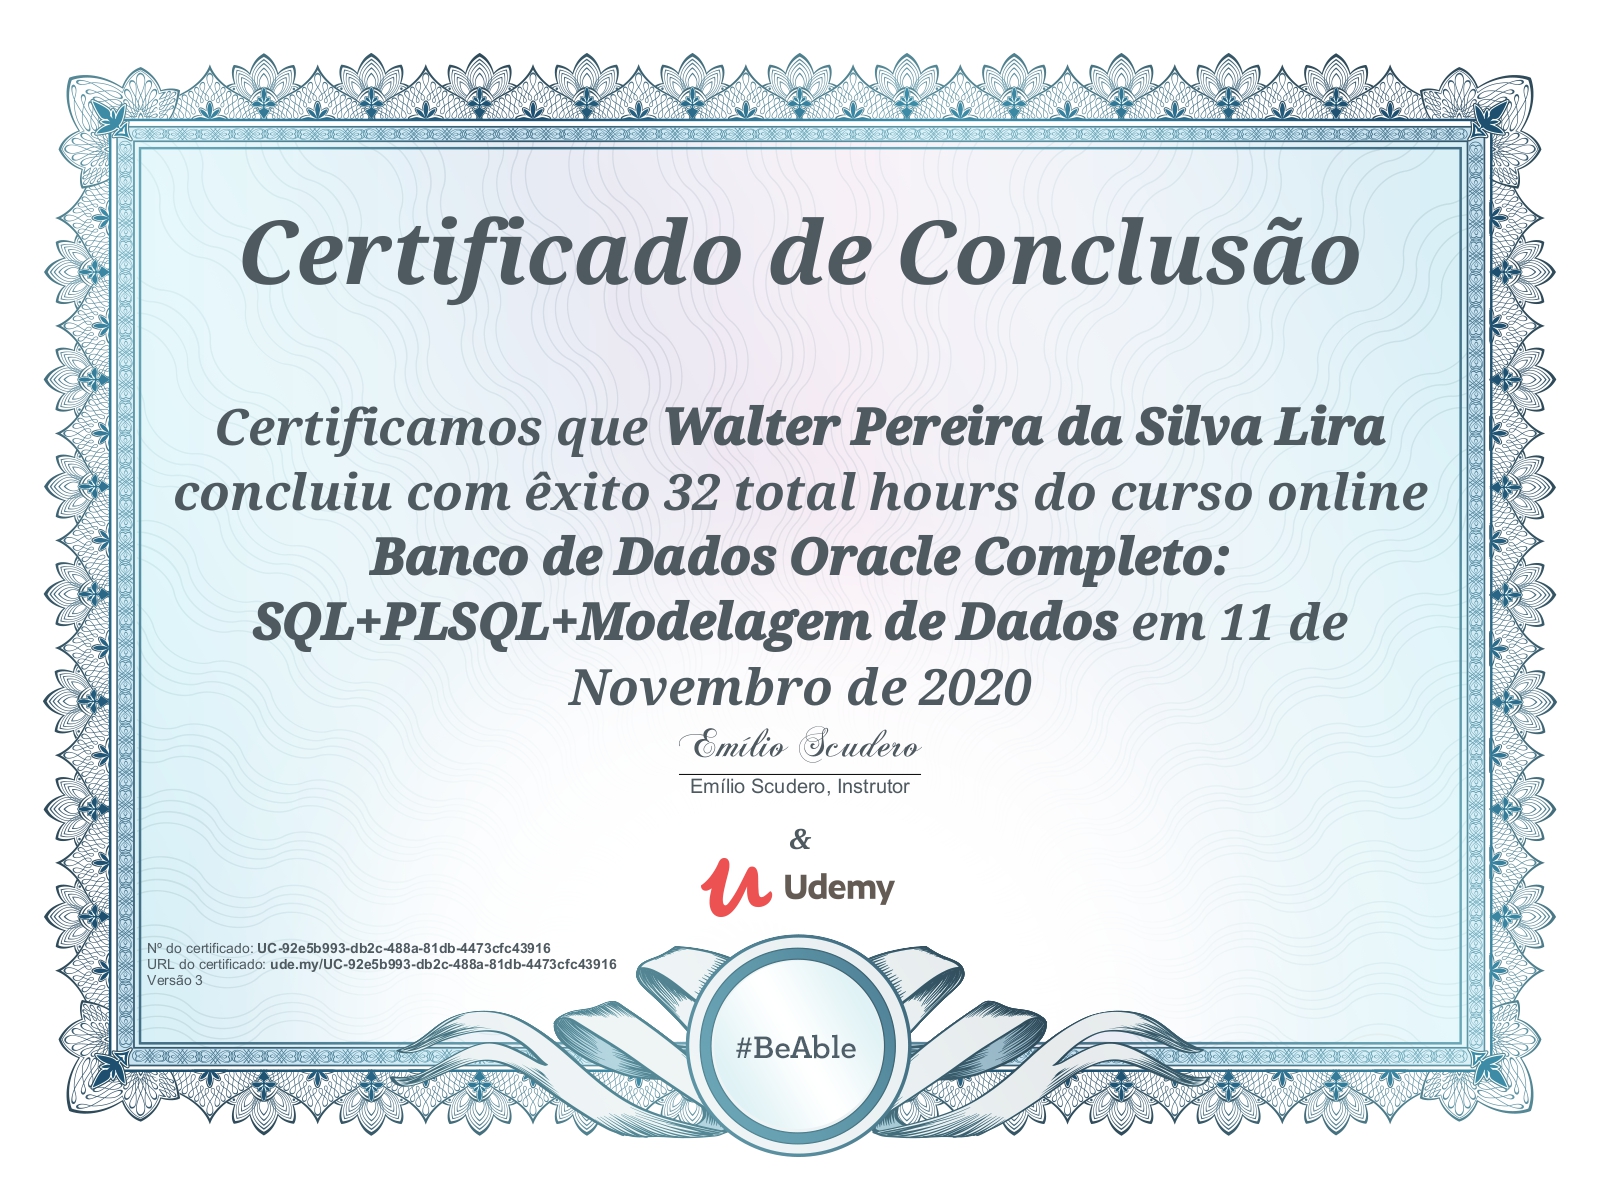 Certificado de Conclusão
Certificamos que Walter Pereira da Silva Lira
concluiu com êxito 32 total hours do curso online
Banco de Dados Oracle Completo:
SQL+PLSQL+Modelagem de Dados em 11 de
Novembro de 2020
Emílio Scudero
Emílio Scudero, Instrutor
&
Udemy
Nº do certificado: UC-92e5b993-db2c-488a-81db-4473cfc43916
URL do certificado: ude.my/UC-92e5b993-db2c-488a-81db-4473cfc43916
Versão 3
#BeAble